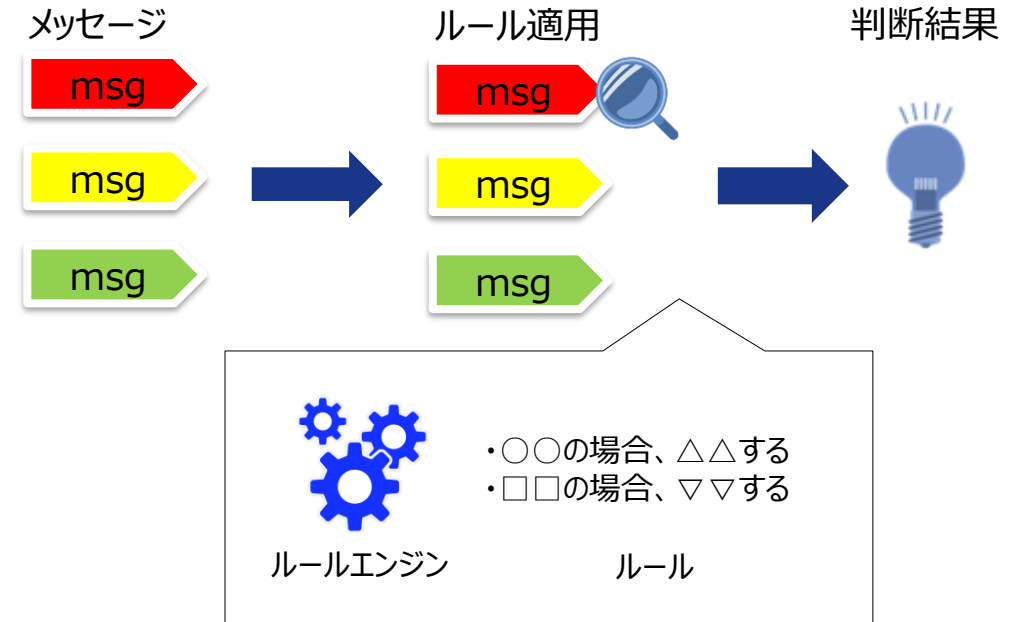 メッセージ
ルール適用
判断結果
msg
msg
msg
msg
msg
msg
・○○の場合、△△する
・□□の場合、▽▽する
ルールエンジン
ルール